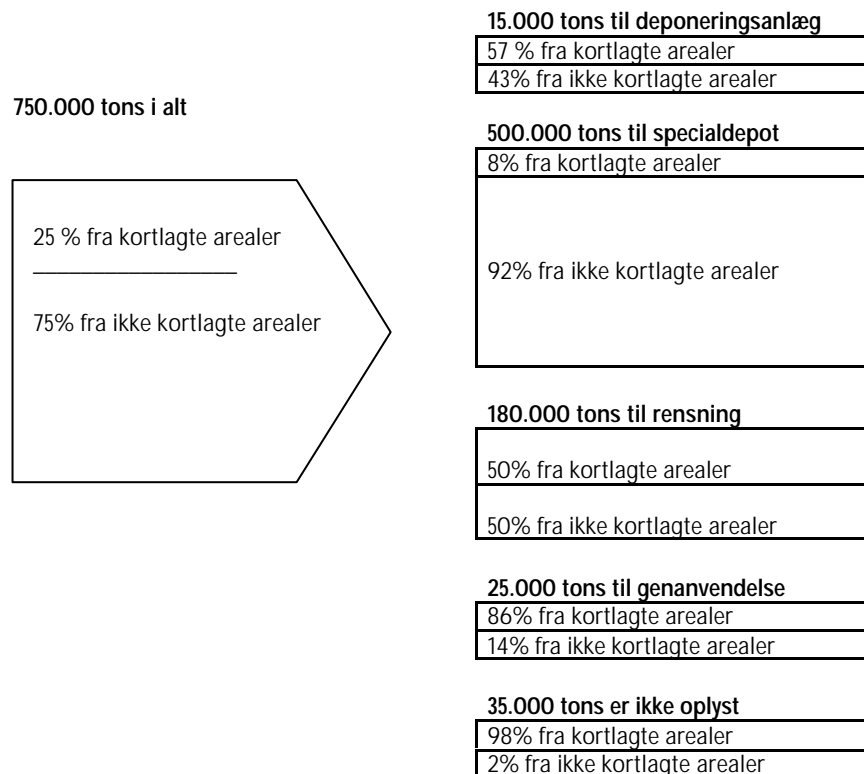 750.000 tons i alt
25 % fra kortlagte arealer
75% fra ikke kortlagte arealer
15.000 tons til deponeringsanlæg
57 % fra kortlagte arealer
43% fra ikke kortlagte arealer
500.000 tons til specialdepot
8% fra kortlagte arealer
92% fra ikke kortlagte arealer
180.000 tons til rensning
50% fra kortlagte arealer
50% fra ikke kortlagte arealer
25.000 tons til genanvendelse
86% fra kortlagte arealer
14% fra ikke kortlagte arealer
35.000 tons er ikke oplyst
98% fra kortlagte arealer
2% fra ikke kortlagte arealer